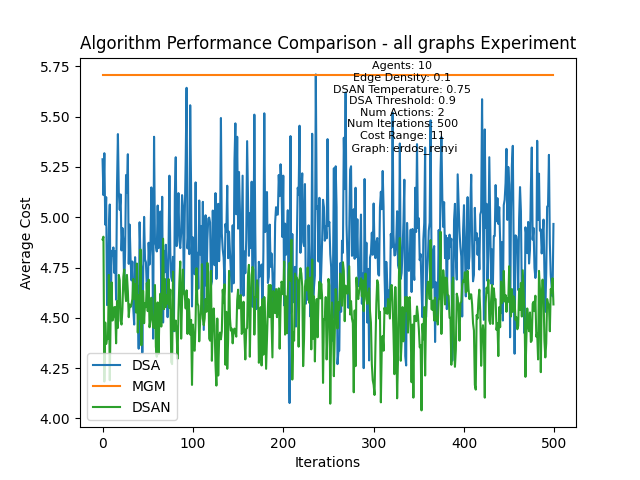 Algorithm Performance Comparison - all graphs Experiment
Agents: 10
Edge Density: 0.1
DSAN Temperature: 0.75
DSA Threshold: 0.9
Num Actions: 2
Num Iterations: 500
Cost Range: 11
Graph: erdos_renyi
Average Cost
5.75
5.50
5.25
5.00
4.75
4.50
4.25
4.00
DSA
MGM
DSAN
0
100
200
300
400
500
Iterations